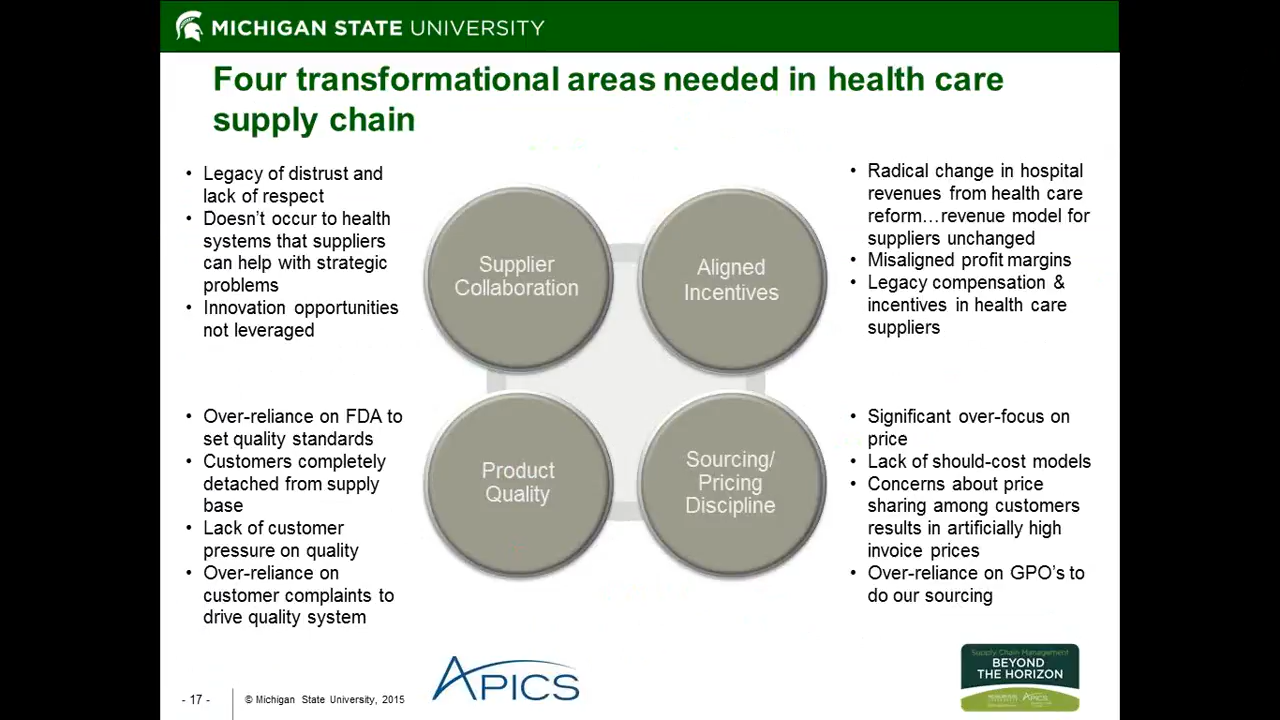 MICHIGAN STATE UNIVERSITY
Four transformational areas needed in health care
supply chain
• Legacy of distrust and
lack of respect
• Doesn't occur to health
systems that suppliers
can help with strategic
problems
• Innovation opportunities
not leveraged
Supplier
Collaboration
Aligned
Incentives
• Radical change in hospital
revenues from health care
reform…revenue model for
suppliers unchanged
• Misaligned profit margins
• Legacy compensation &
incentives in health care
suppliers
• Over-reliance on FDA to
set quality standards
• Customers completely
detached from supply
base
• Lack of customer
pressure on quality
• Over-reliance on
customer complaints to
drive quality system
Product
Quality
Sourcing/
Pricing
Discipline
• Significant over-focus on
price
• Lack of should-cost models
• Concerns about price
sharing among customers
results in artificially high
invoice prices
• Over-reliance on GPO's to
do our sourcing
- 17 -
© Michigan State University, 2015
APICS
Supply Chain Management
BEYOND
THE HORIZON
APICS